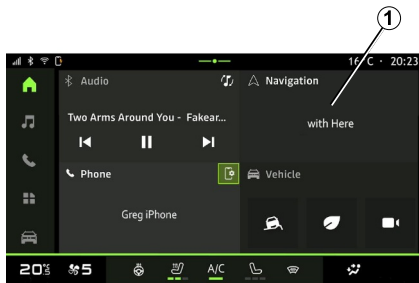 1
16 °C · 20:23
Audio
Navigation
Two Arms Around You - Fakear...
with Here
Phone
Vehicle
Greg iPhone
20°5
5
A/C